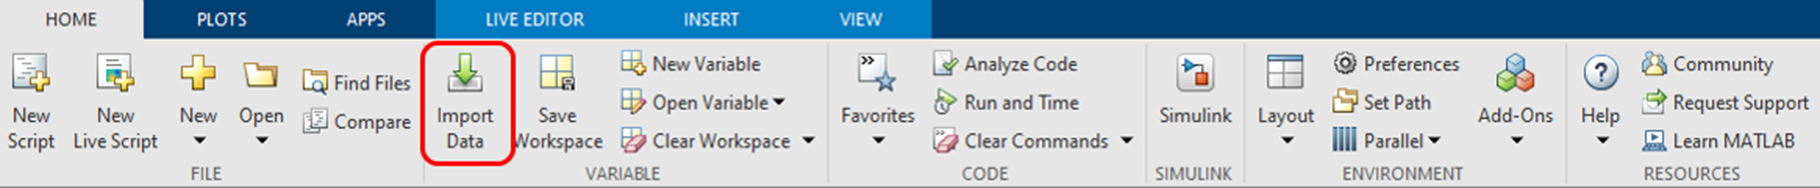 HOME PLOTS APPS LIVE EDITOR INSERT VIEW
New Script
New Live Script
New
Open
Find Files
Compare
FILE
Import Data
Save Workspace
New Variable
Open Variable
Clear Workspace
VARIABLE
Favorites
Analyze Code
Run and Time
Clear Commands
CODE
Simulink
SIMULINK
Layout
Preferences
Set Path
Parallel
Add-Ons
ENVIRONMENT
Help
Community
Request Support
Learn MATLAB
RESOURCES